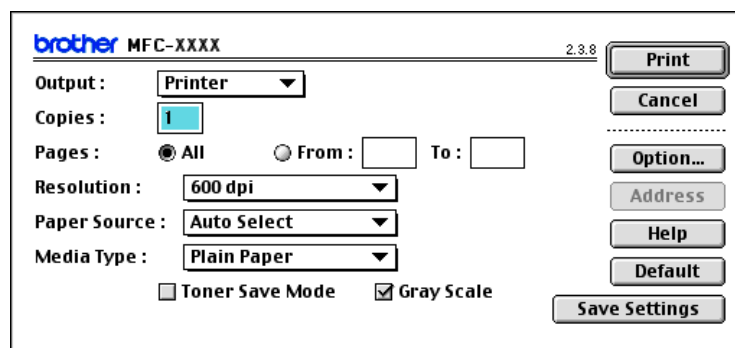 brother MFC-XXXX
2.3.8
Print
Output : Printer
Cancel
Copies : 1
Pages : All From : To :
Option...
Resolution : 600 dpi
Address
Paper Source : Auto Select
Help
Media Type : Plain Paper
Default
Toner Save Mode Gray Scale
Save Settings